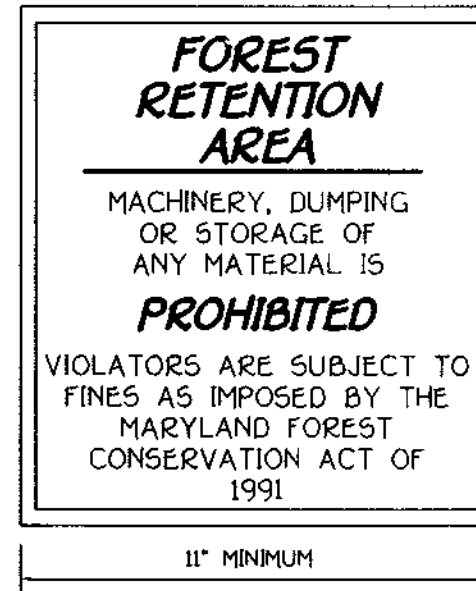 FOREST
RETENTION
AREA
MACHINERY, DUMPING
OR STORAGE OF
ANY MATERIAL IS
PROHIBITED
VIOLATORS ARE SUBJECT TO
FINES AS IMPOSED BY THE
MARYLAND FOREST
CONSERVATION ACT OF
1991
11" MINIMUM